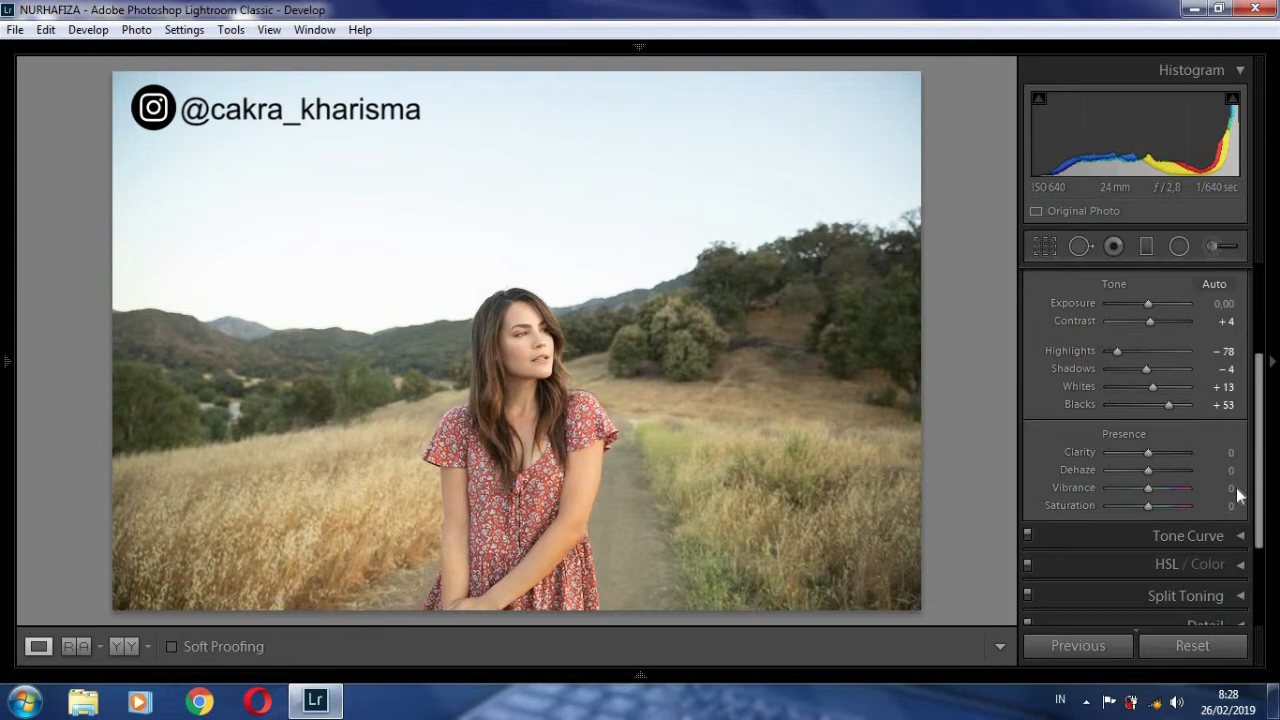 Lr NURHAFIZA - Adobe Photoshop Lightroom Classic - Develop
File Edit Develop Photo Settings Tools View Window Help
@cakra_kharisma
Histogram
ISO 640 24 mm ƒ / 2,8 1/640 sec
Original Photo
Tone Auto
Exposure 0,00
Contrast + 4
Highlights − 78
Shadows − 4
Whites + 13
Blacks + 53
Presence
Clarity 0
Dehaze 0
Vibrance 0
Saturation 0
Tone Curve
HSL / Color
Split Toning
Detail
Previous Reset
R A Y Y Soft Proofing
Lr
IN
8:28
26/02/2019